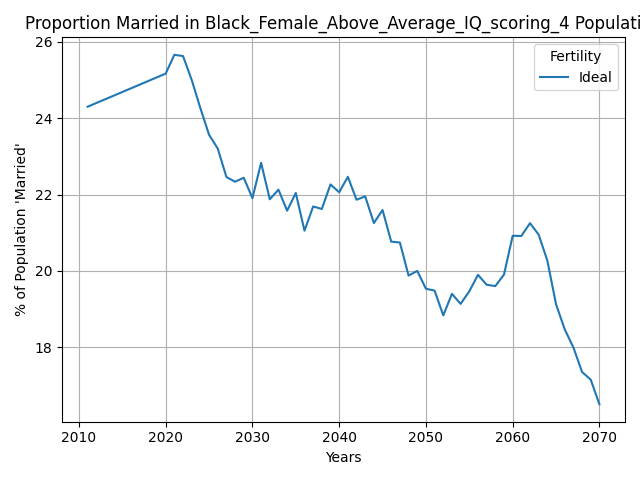 Proportion Married in Black_Female_Above_Average_IQ_scoring_4 Populati
Fertility
Ideal
26
24
22
20
18
% of Population 'Married'
2010 2020 2030 2040 2050 2060 2070
Years